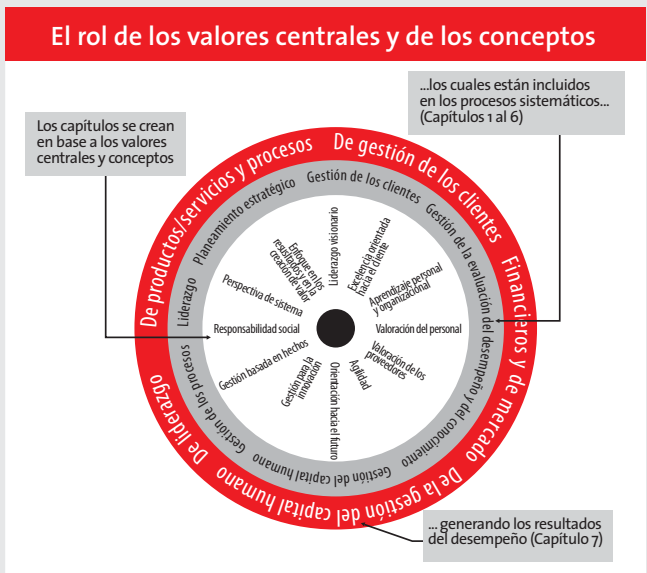 El rol de los valores centrales y de los conceptos
...los cuales están incluidos
en los procesos sistemáticos...
(Capítulos 1 al 6)
Los capítulos se crean
en base a los valores
centrales y conceptos
De productos/servicios y procesos
De gestión de los clientes
Financieros y de mercado
De la gestión del capital humano
De liderazgo
Liderazgo
Planeamiento estratégico
Gestión de los clientes
Gestión de la evaluación del desempeño y del conocimiento
Gestión del capital humano
Gestión de los procesos
Liderazgo visionario
Excelencia orientada
hacia el cliente
Aprendizaje personal
y organizacional
Valoración del personal
Valoración de los
proveedores
Agilidad
Orientación hacia el futuro
Gestión para la
innovación
Gestión basada en hechos
Responsabilidad social
Perspectiva de sistema
Enfoque en los
resustados y en la
creación de valor
... generando los resultados
del desempeño (Capítulo 7)